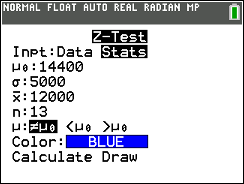 NORMAL FLOAT AUTO REAL RADIAN MP
Z-Test
Inpt:Data Stats
μ₀:14400
σ:5000
x̄:12000
n:13
μ:≠μ₀ <μ₀ >μ₀
Color: BLUE
Calculate Draw